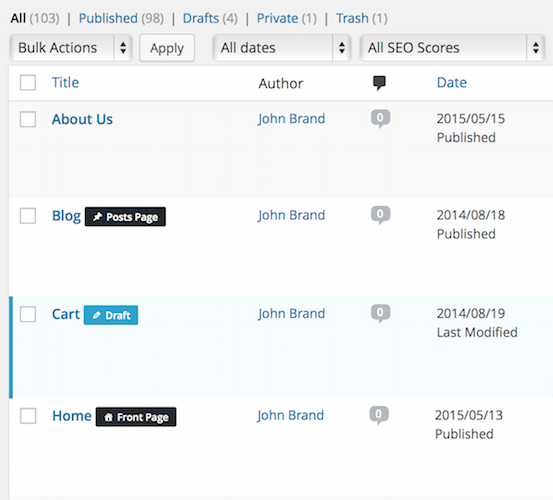 All (103) | Published (98) | Drafts (4) | Private (1) | Trash (1)
Bulk Actions Apply All dates All SEO Scores
Title Author Date
About Us John Brand 0 2015/05/15
Published
Blog Posts Page John Brand 0 2014/08/18
Published
Cart Draft John Brand 0 2014/08/19
Last Modified
Home Front Page John Brand 0 2015/05/13
Published